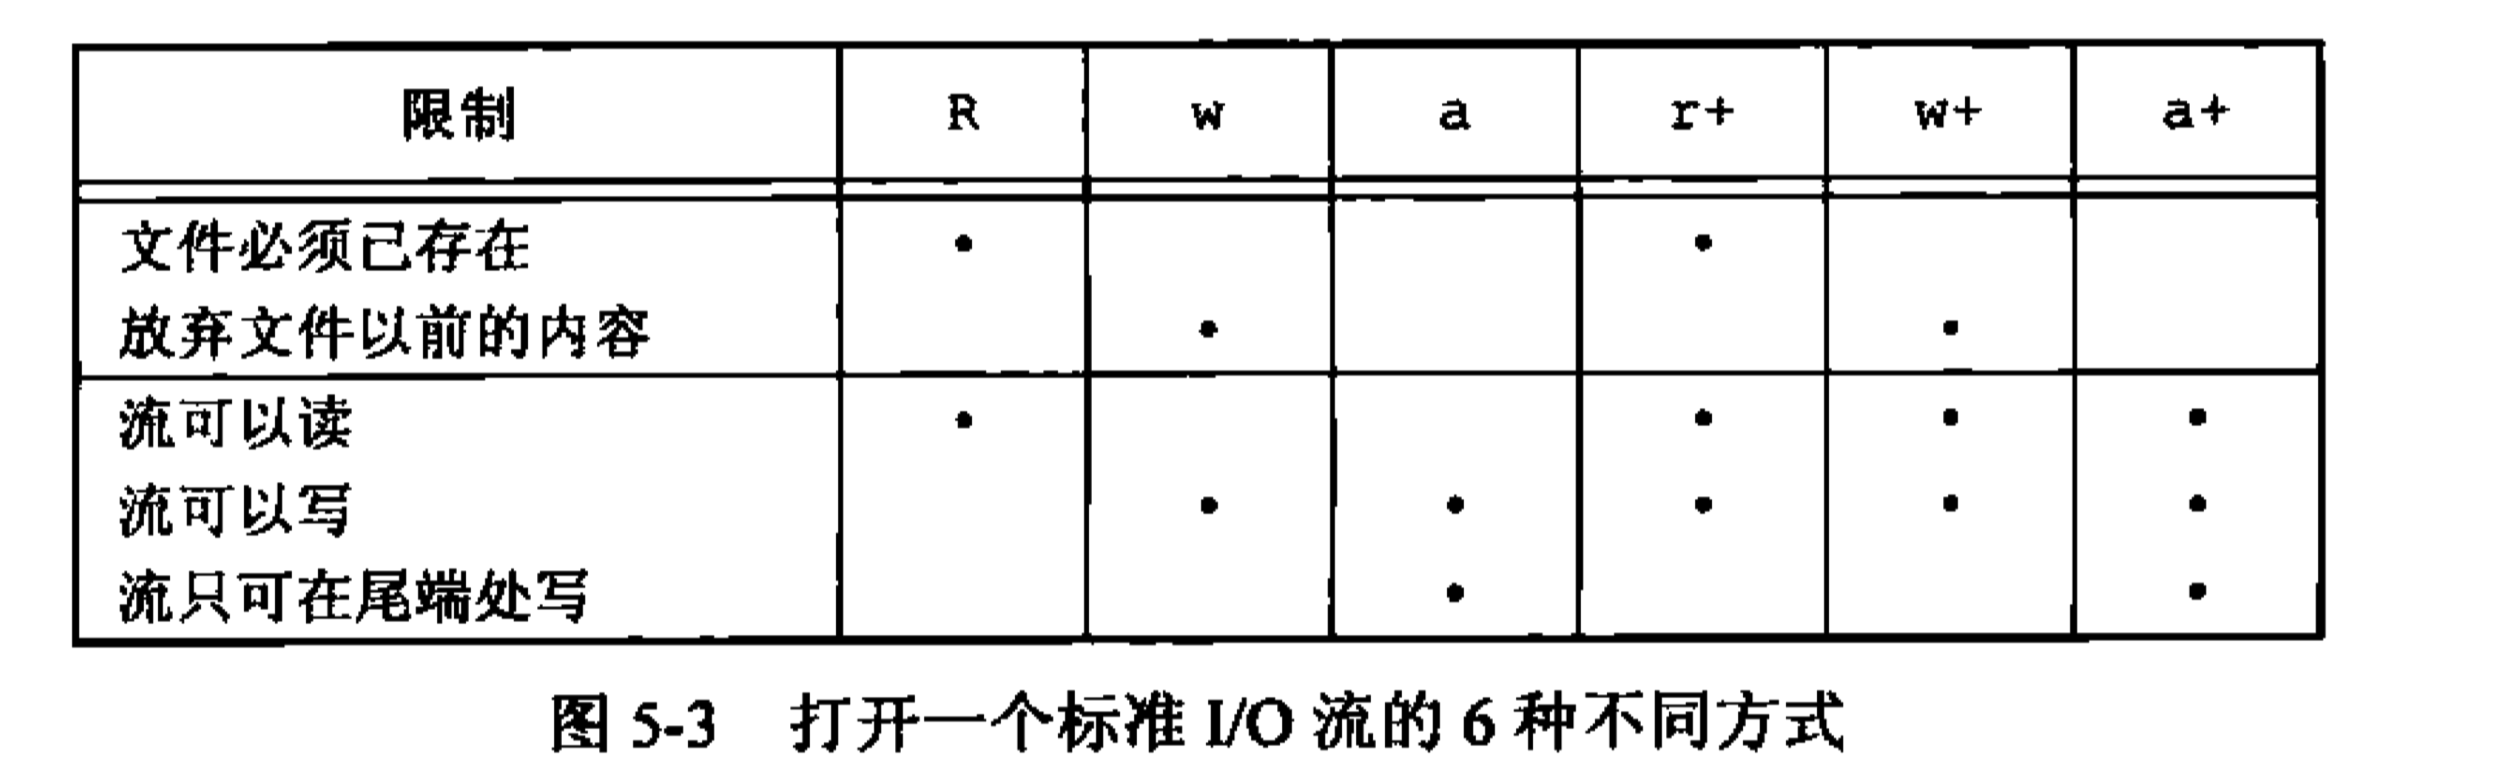 限制 R w a r+ w+ a+
文件必须已存在 • •
放弃文件以前的内容 • •
流可以读 • • • •
流可以写 • • • • •
流只可在尾端处写 • •
图 5-3 打开一个标准 I/O 流的 6 种不同方式